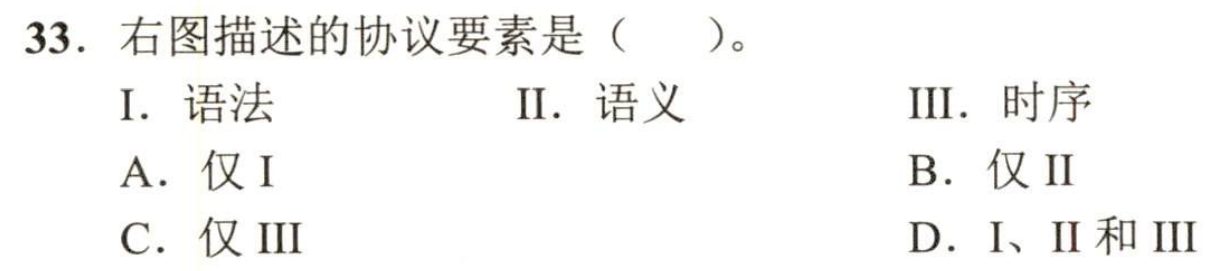 33. 右图描述的协议要素是（　　）。
I. 语法　II. 语义　III. 时序
A. 仅 I　B. 仅 II
C. 仅 III　D. I、II 和 III